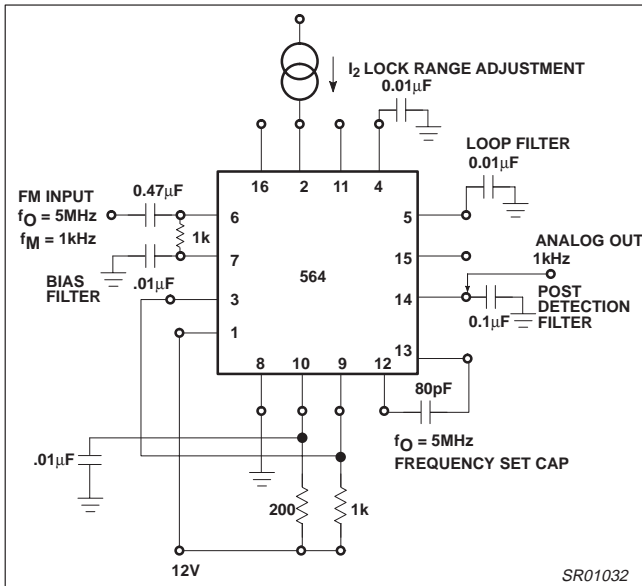 I2 LOCK RANGE ADJUSTMENT
0.01µF
LOOP FILTER
0.01µF
16
2
11
4
FM INPUT
fO = 5MHz
fM = 1kHz
0.47µF
6
1k
7
5
15
ANALOG OUT
1kHz
BIAS
FILTER
.01µF
3
564
14
POST
DETECTION
FILTER
0.1µF
1
13
8
10
9
12
80pF
fO = 5MHz
FREQUENCY SET CAP
.01µF
200
1k
12V
SR01032